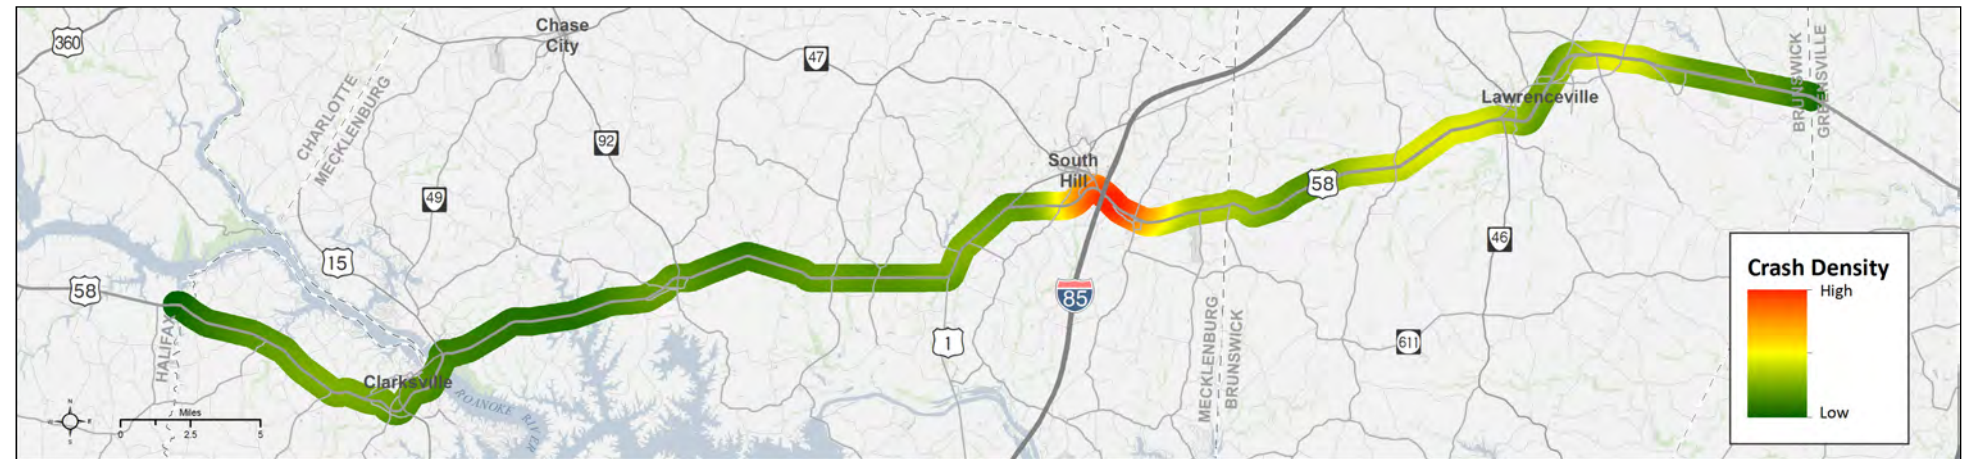 360
Chase
City
47
CHARLOTTE
MECKLENBURG
92
49
15
58
HALIFAX
Clarksville
ROANOKE RIVER
N
W
E
S
Miles
0
2.5
5
South
Hill
85
1
MECKLENBURG
BRUNSWICK
58
Lawrenceville
46
611
BRUNSWICK
GREENSVILLE
Crash Density
High
Low